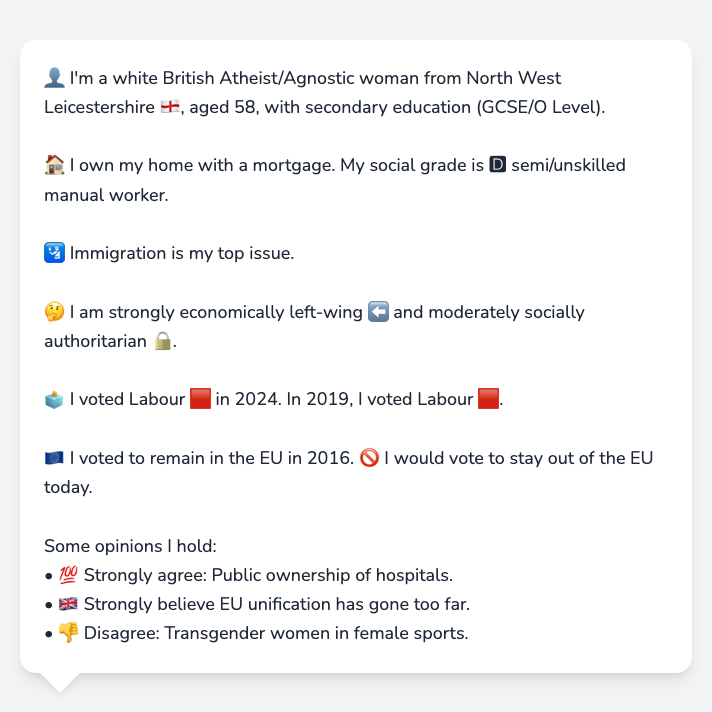 👤 I'm a white British Atheist/Agnostic woman from North West
Leicestershire 🏴󠁧󠁢󠁥󠁮󠁧󠁿, aged 58, with secondary education (GCSE/O Level).
🏠 I own my home with a mortgage. My social grade is D semi/unskilled
manual worker.
🛂 Immigration is my top issue.
🤔 I am strongly economically left-wing ⬅️ and moderately socially
authoritarian 🔒.
🗳️ I voted Labour 🟥 in 2024. In 2019, I voted Labour 🟥.
🇪🇺 I voted to remain in the EU in 2016. 🚫 I would vote to stay out of the EU
today.
Some opinions I hold:
• 💯 Strongly agree: Public ownership of hospitals.
• 🇬🇧 Strongly believe EU unification has gone too far.
• 👎 Disagree: Transgender women in female sports.